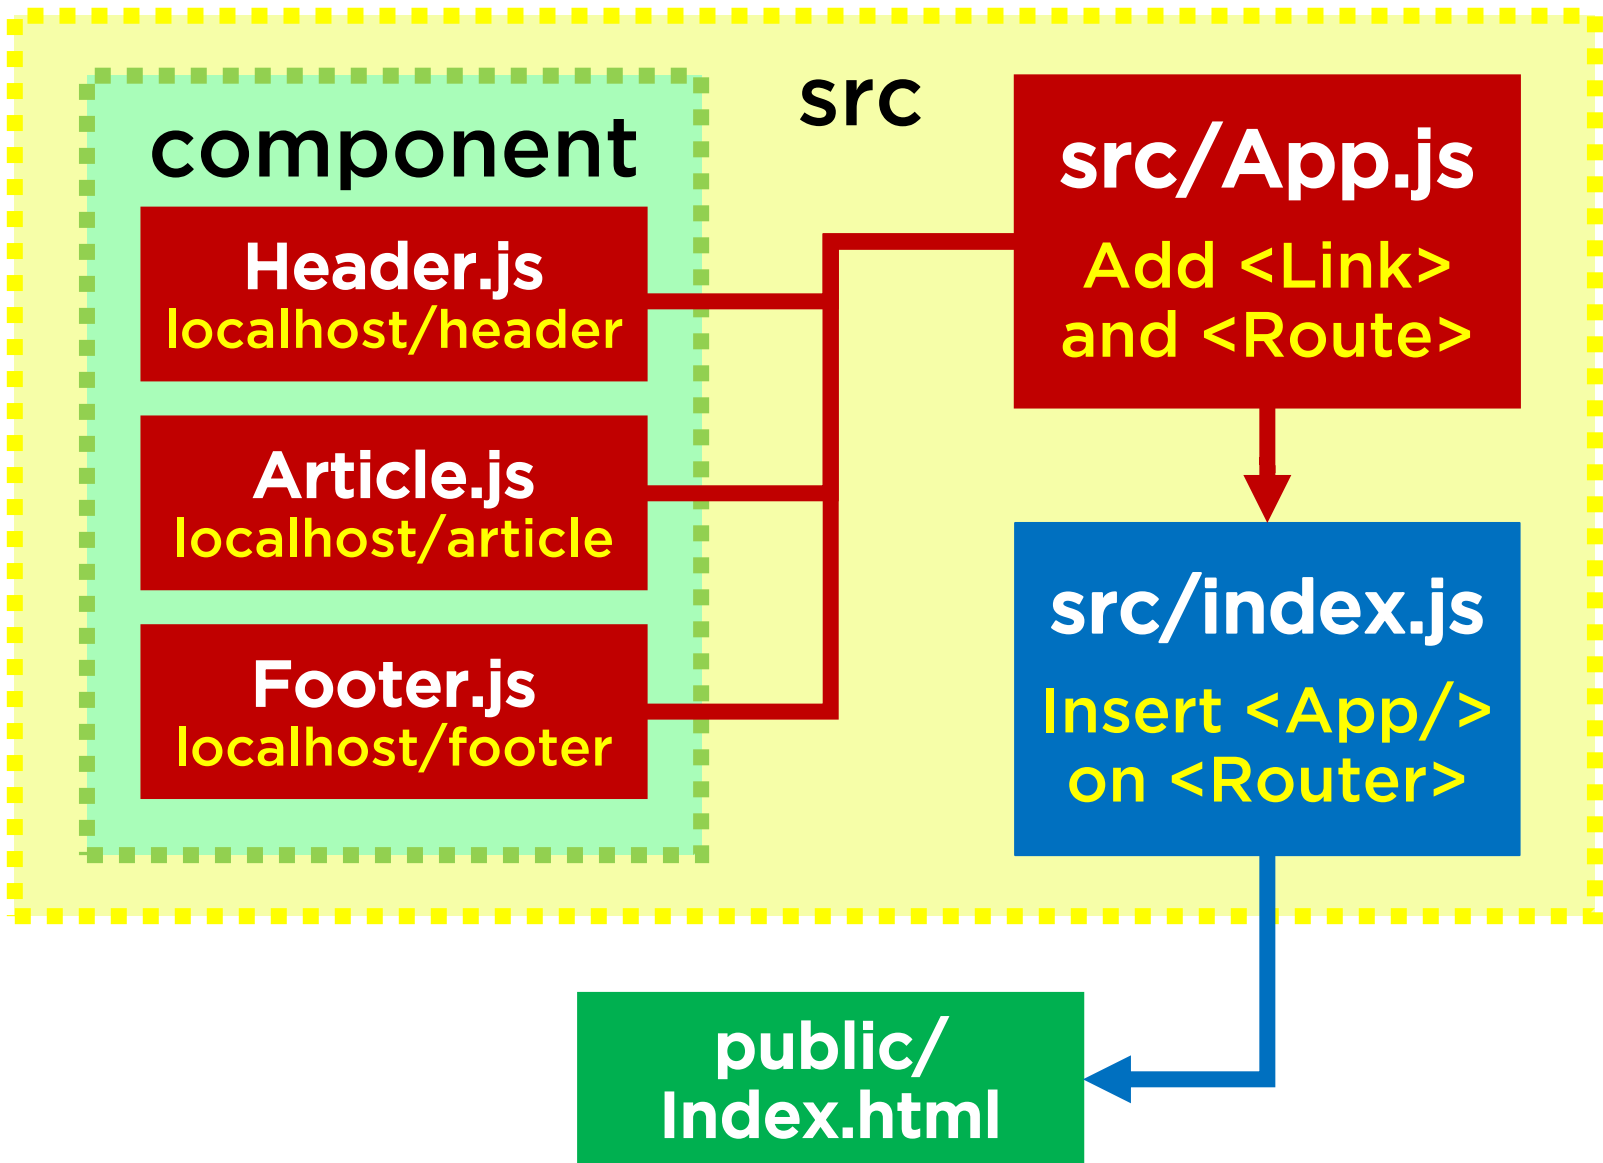 src
component
Header.js
localhost/header
Article.js
localhost/article
Footer.js
localhost/footer
src/App.js
Add <Link>
and <Route>
src/index.js
Insert <App/>
on <Router>
public/
Index.html